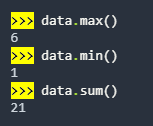 >>> data.max()
6
>>> data.min()
1
>>> data.sum()
21